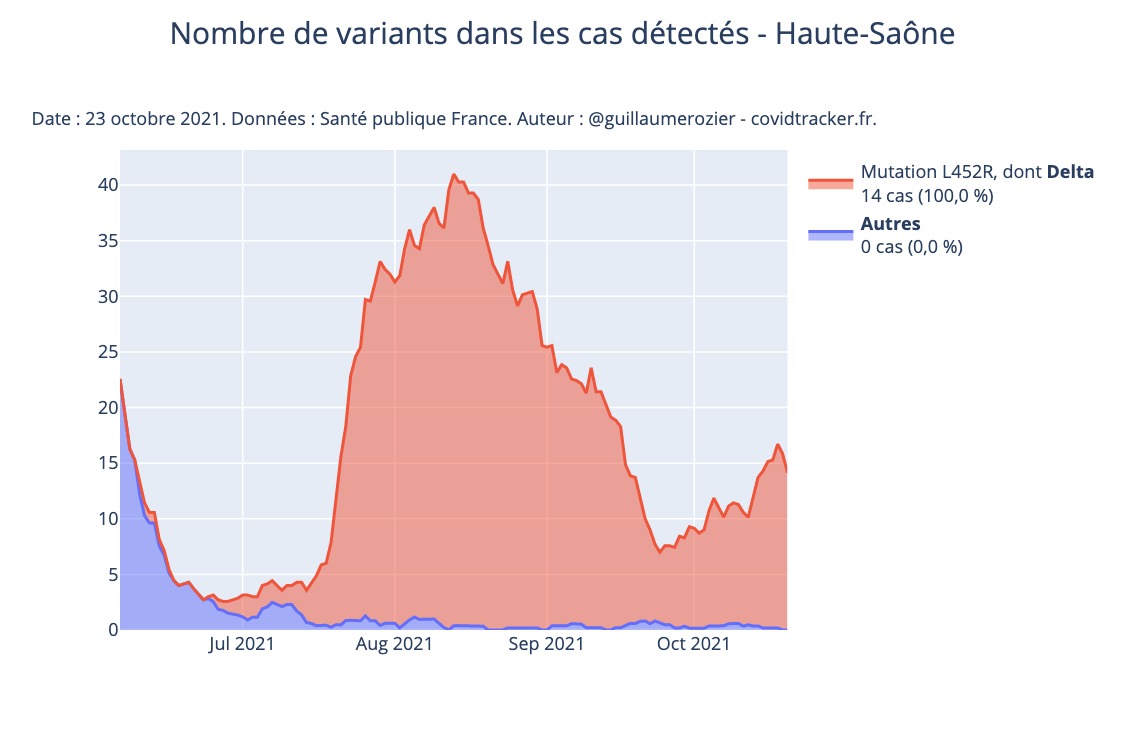 Nombre de variants dans les cas détectés - Haute-Saône
Date : 23 octobre 2021. Données : Santé publique France. Auteur : @guillaumerozier - covidtracker.fr.
Mutation L452R, dont Delta
14 cas (100,0 %)
Autres
0 cas (0,0 %)
40
35
30
25
20
15
10
5
0
Jul 2021
Aug 2021
Sep 2021
Oct 2021